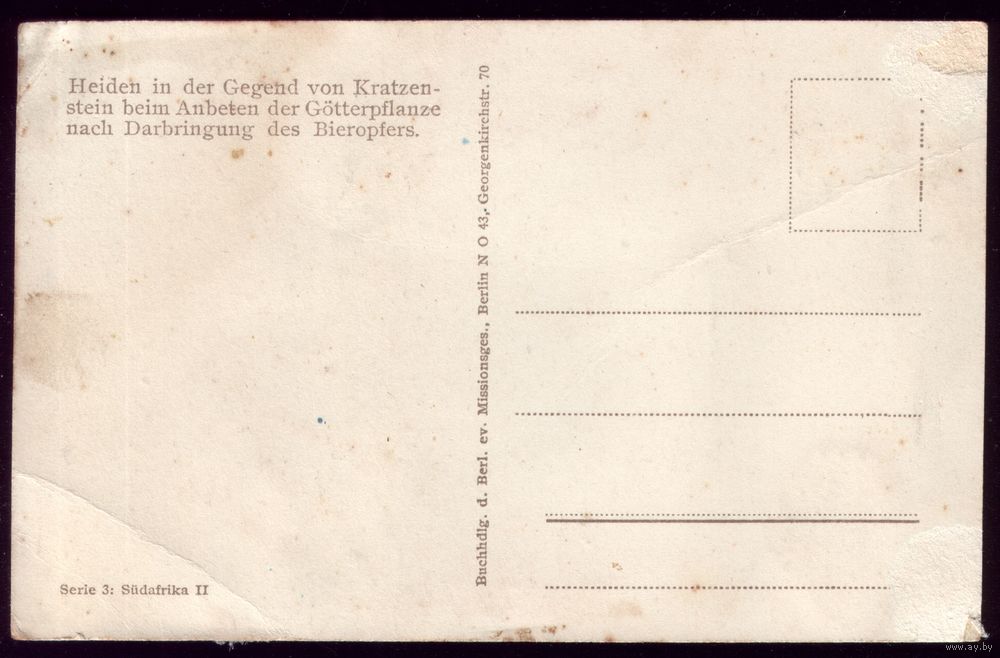 Heiden in der Gegend von Kratzen-
stein beim Anbeten der Götterpflanze
nach Darbringung des Bieropfers.
Serie 3: Südafrika II
Buchhdlg. d. Berl. ev. Missionsges., Berlin N O 43, Georgenkirchstr. 70
www.ay.by